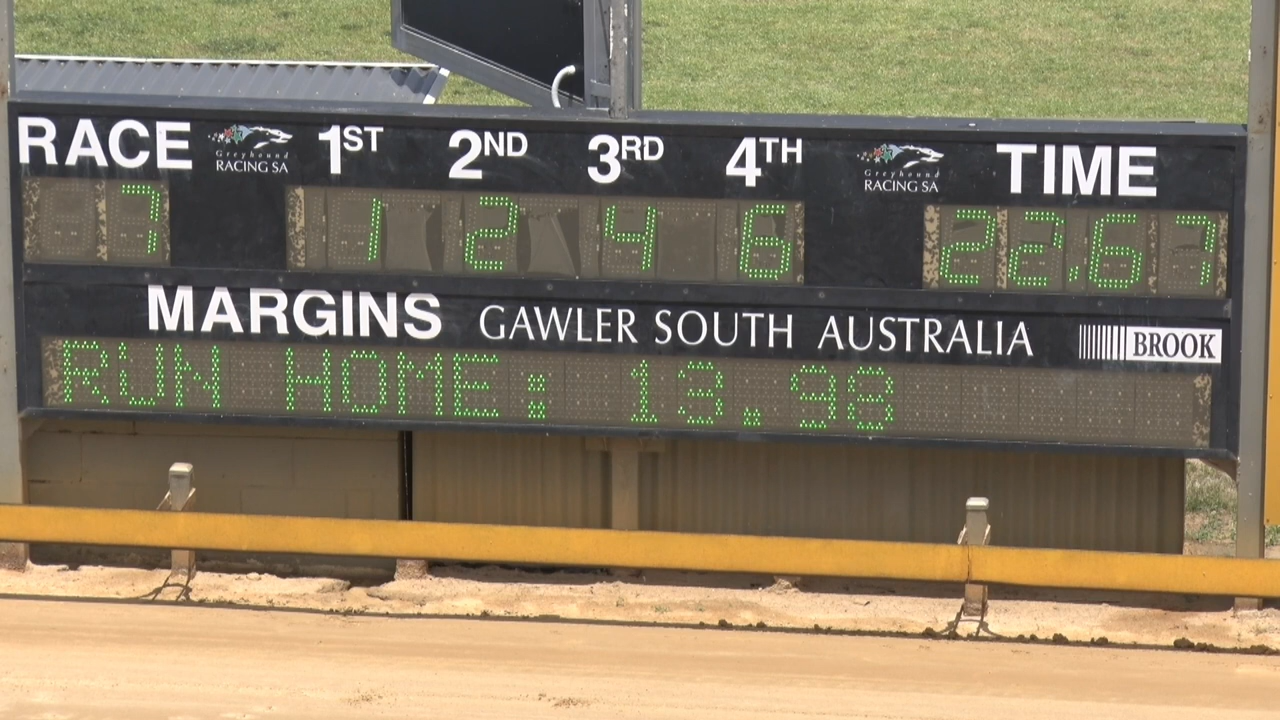 RACE Greyhound RACING SA 1ST 2ND 3RD 4TH Greyhound RACING SA TIME
7 1 2 4 6 22.67
MARGINS GAWLER SOUTH AUSTRALIA BROOK
RUN HOME: 13.98